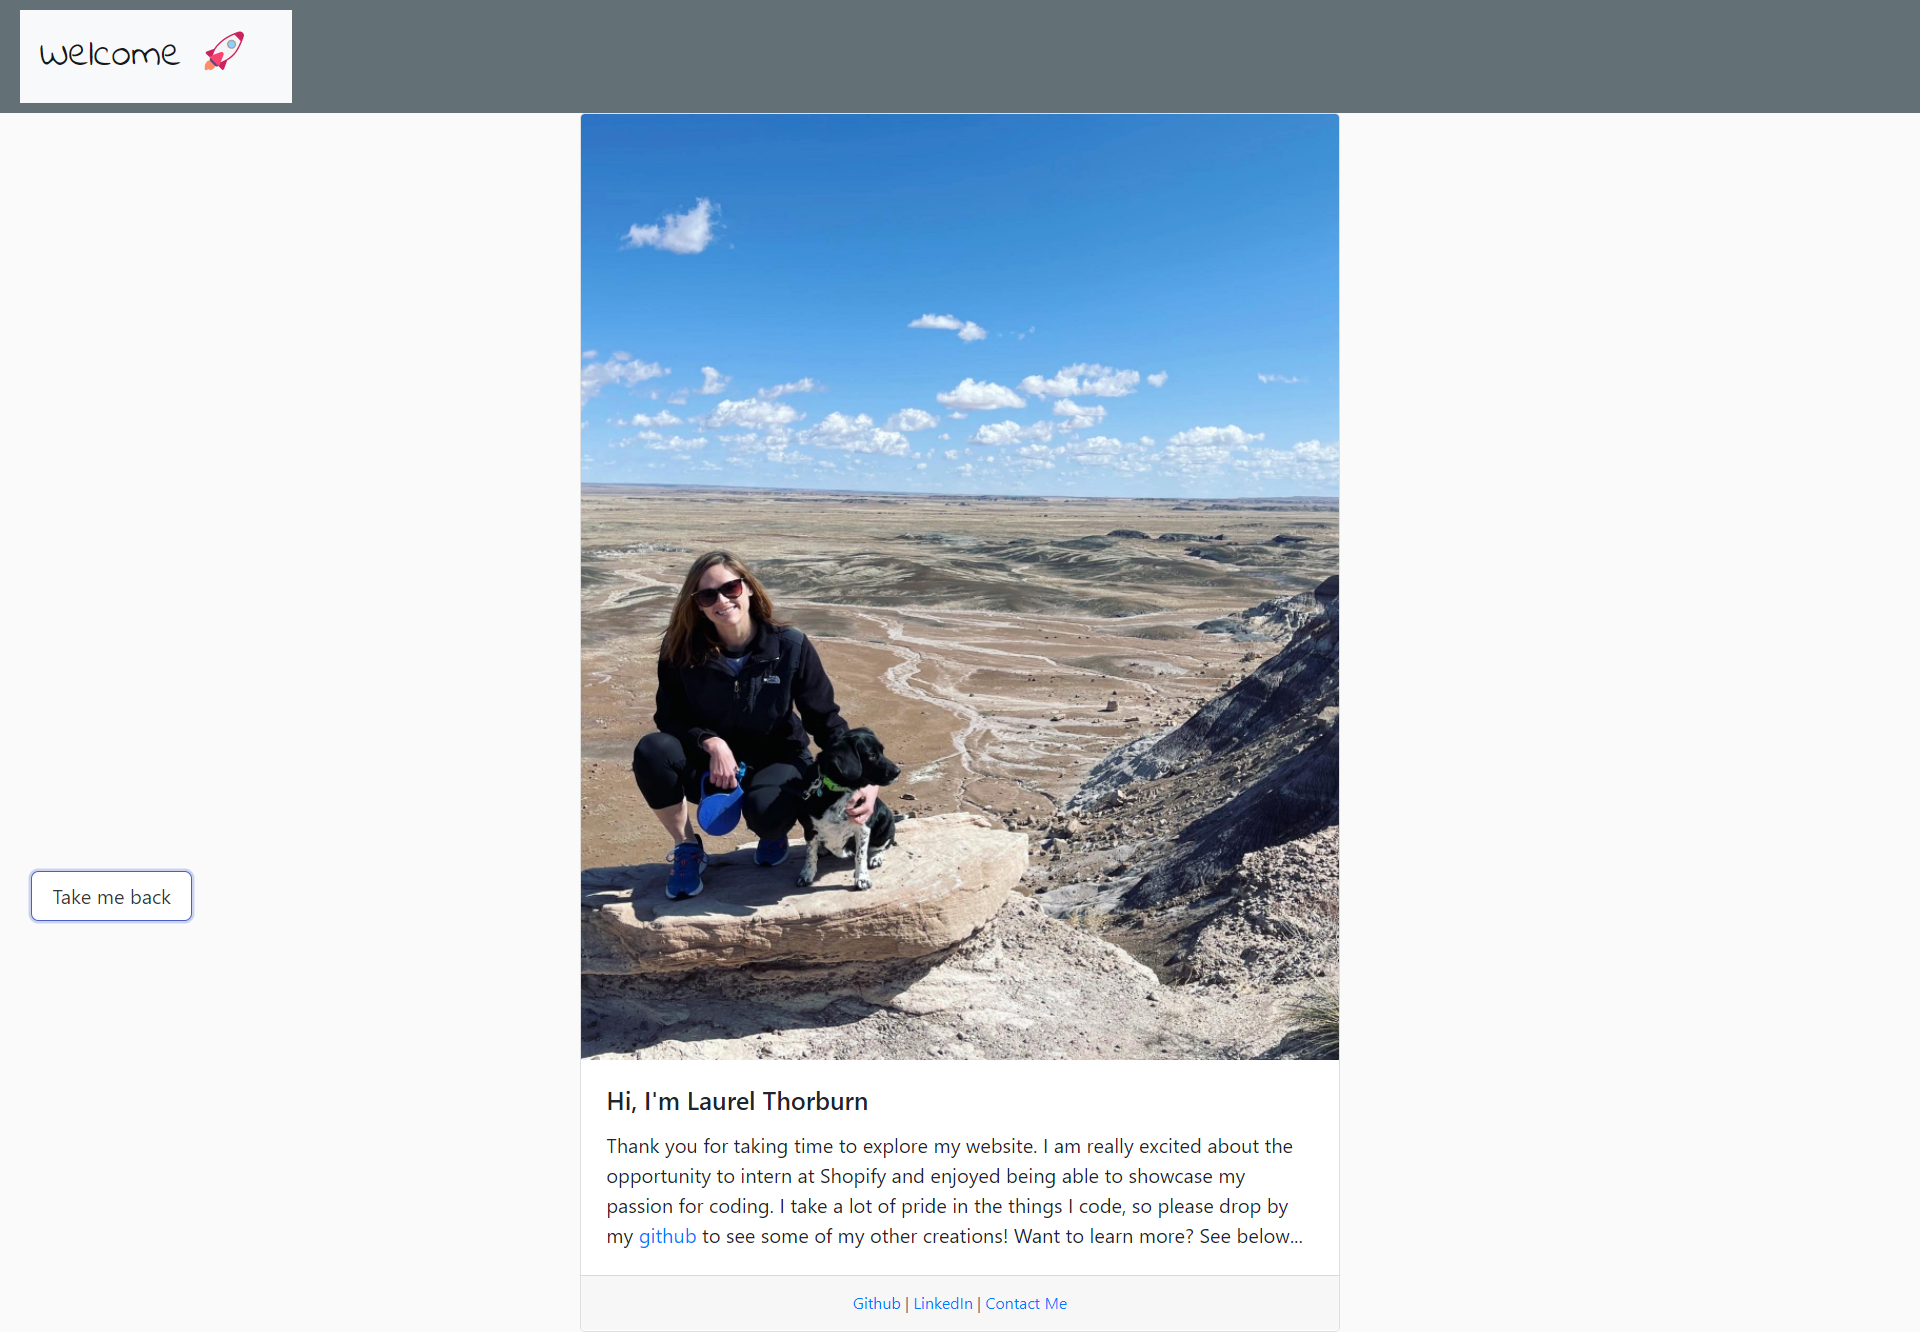 welcome
Take me back
Hi, I'm Laurel Thorburn
Thank you for taking time to explore my website. I am really excited about the
opportunity to intern at Shopify and enjoyed being able to showcase my
passion for coding. I take a lot of pride in the things I code, so please drop by
my github to see some of my other creations! Want to learn more? See below...
Github | LinkedIn | Contact Me